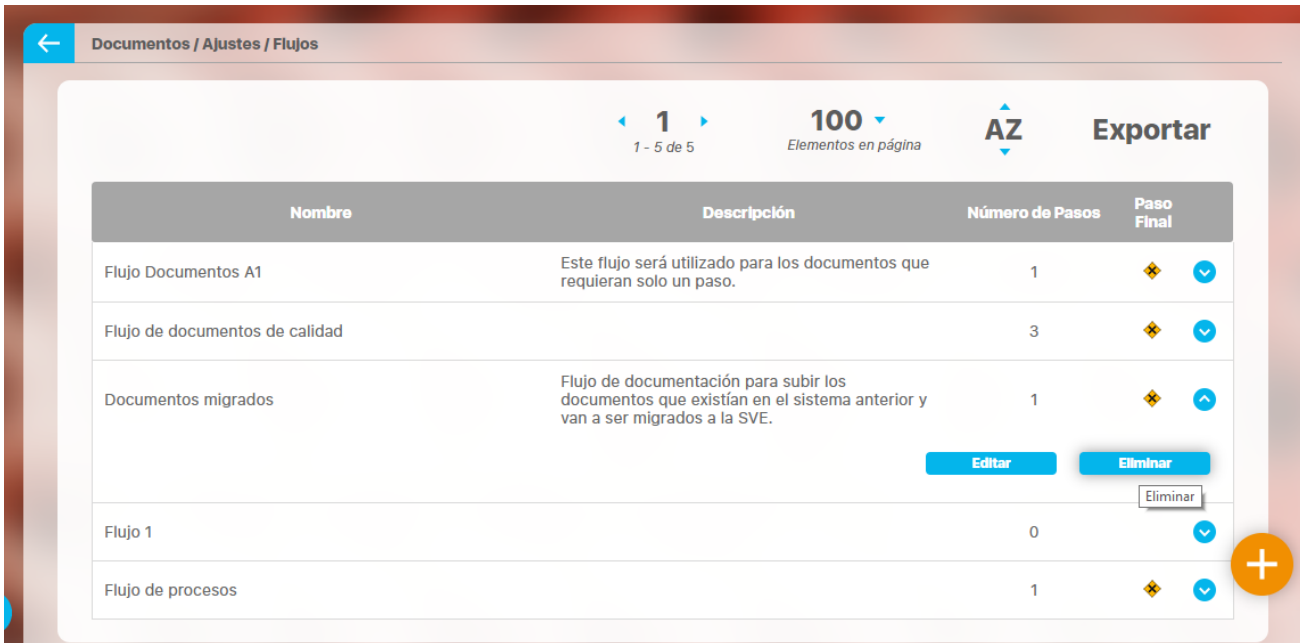 Documentos / Ajustes / Flujos
1
1 - 5 de 5
100
Elementos en página
AZ
Exportar
Nombre
Descripción
Número de Pasos
Paso
Final
Flujo Documentos A1
Este flujo será utilizado para los documentos que
requieran solo un paso.
1
Flujo de documentos de calidad
3
Documentos migrados
Flujo de documentación para subir los
documentos que existían en el sistema anterior y
van a ser migrados a la SVE.
1
Editar
Eliminar
Eliminar
Flujo 1
0
Flujo de procesos
1